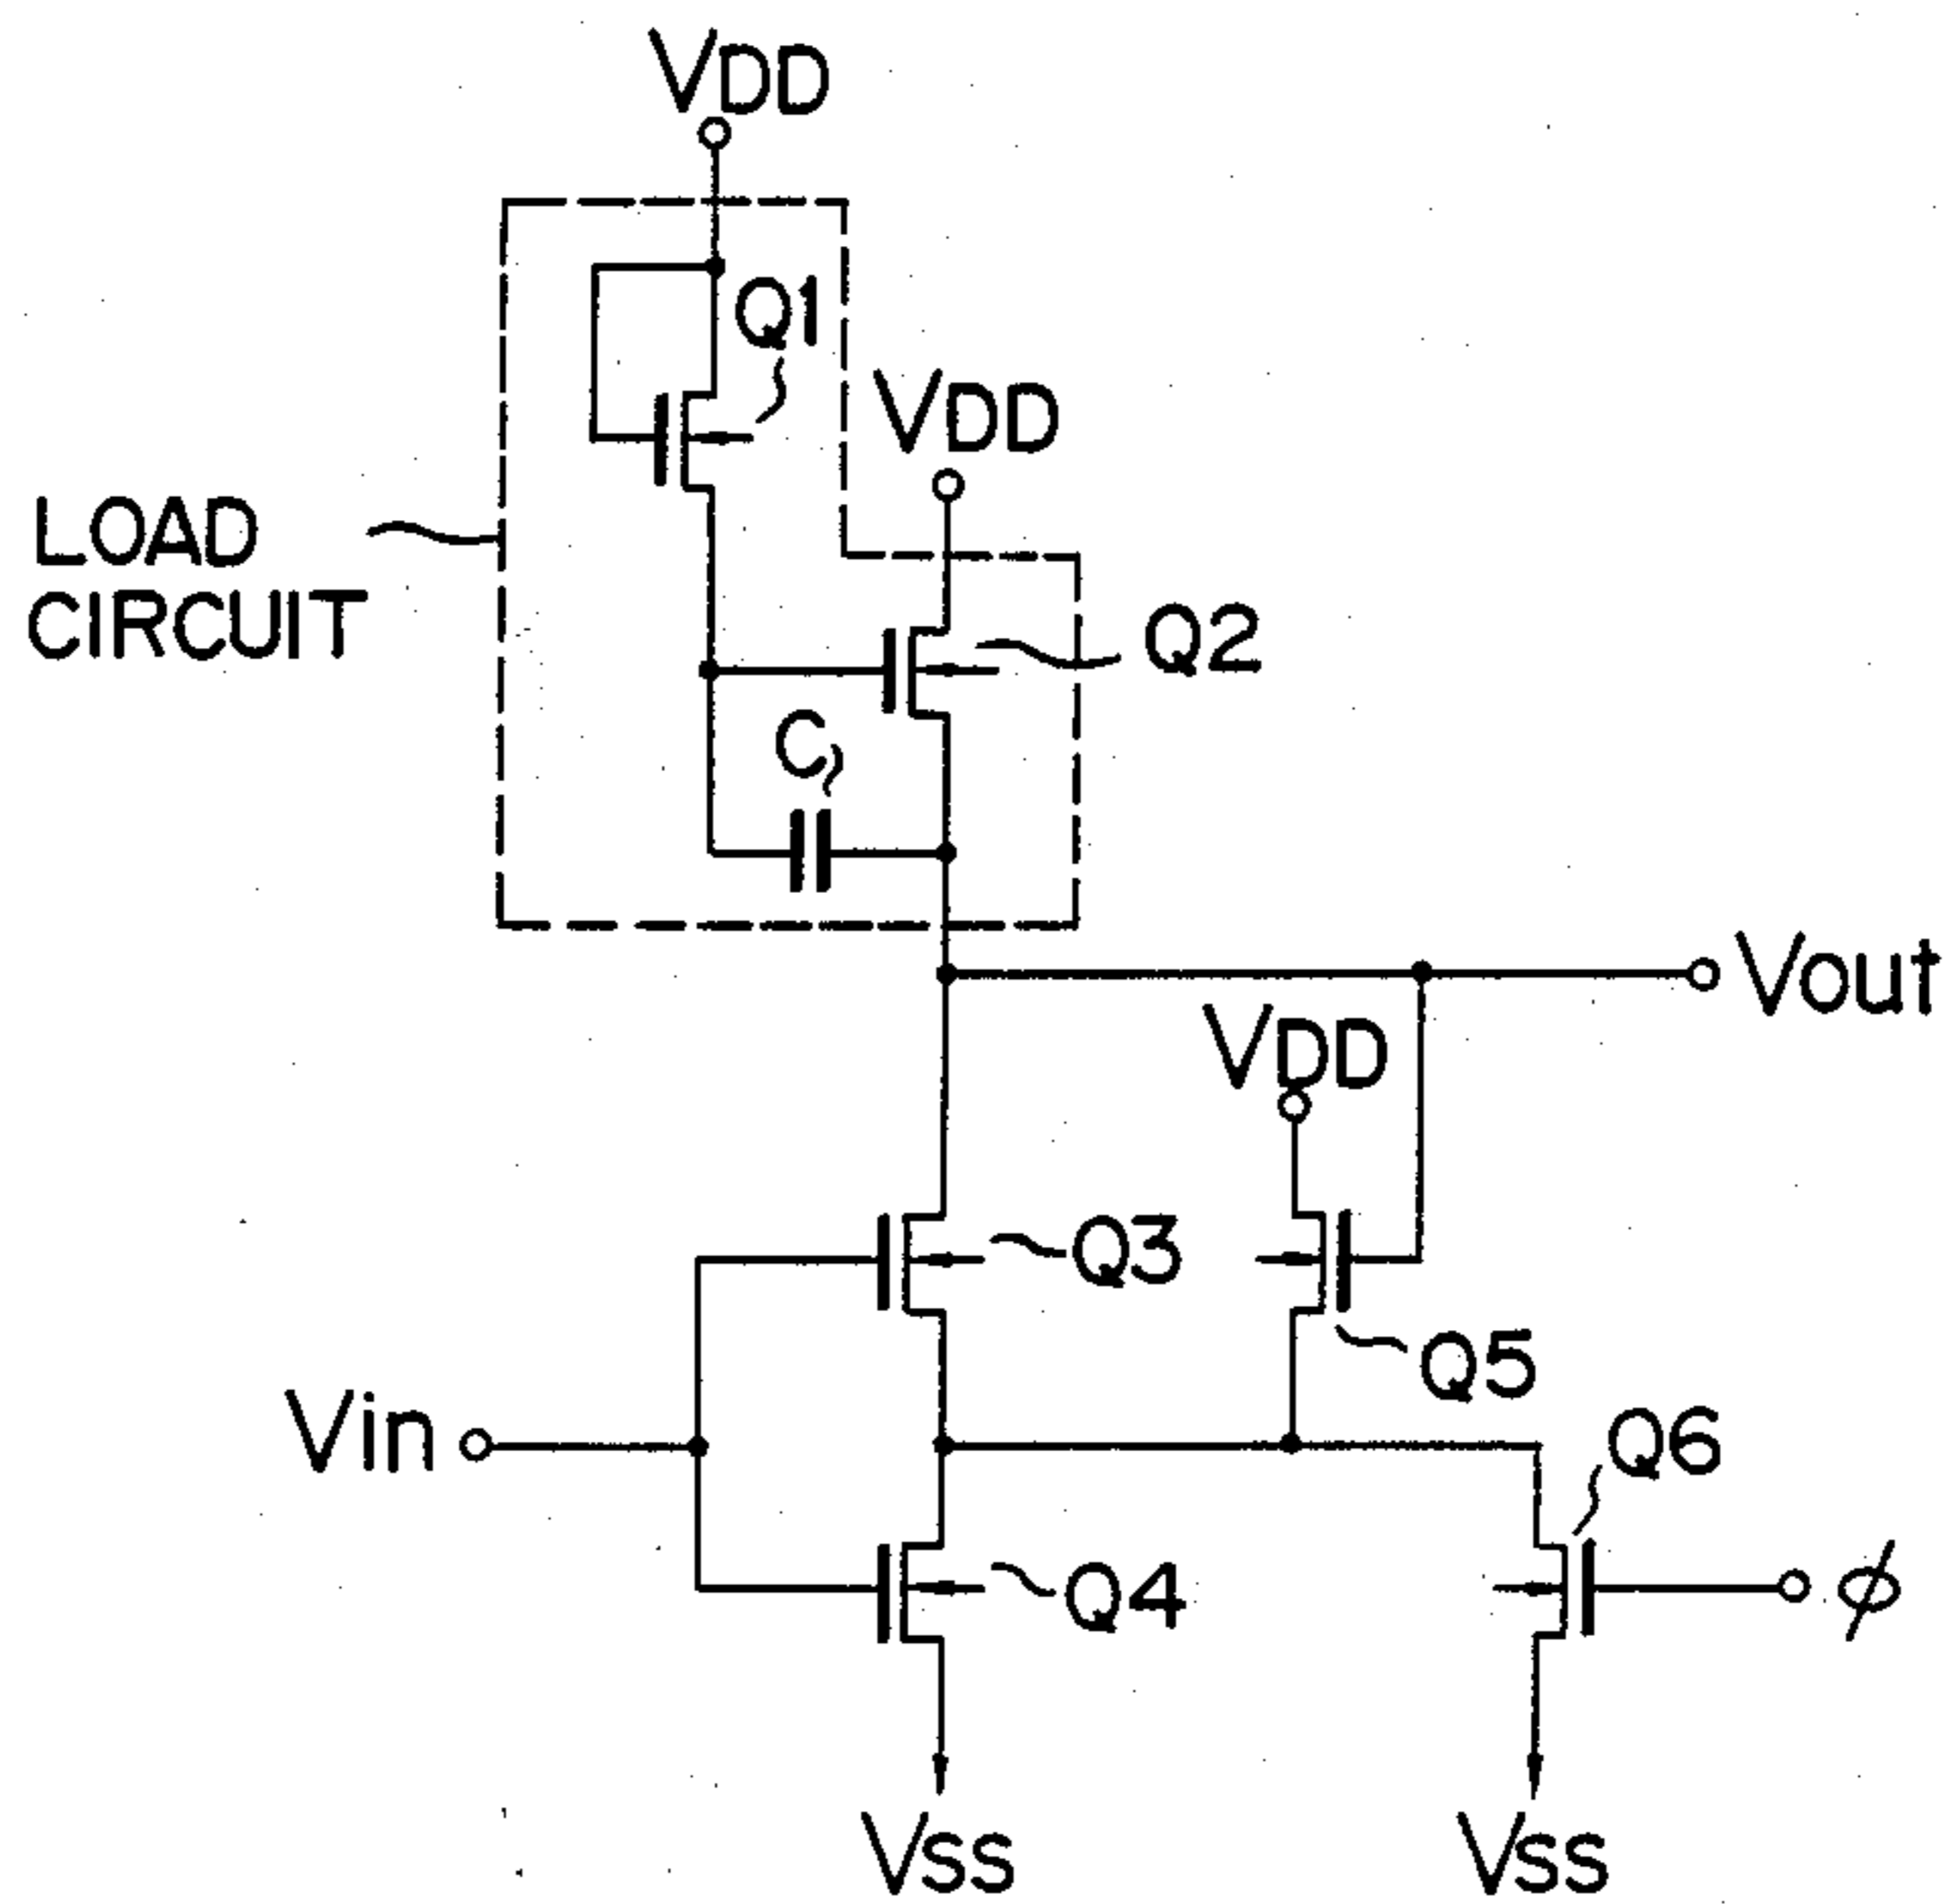 VDD
Q1
VDD
LOAD
CIRCUIT
Q2
C
Vout
VDD
Q3
Q5
Vin
Q6
Q4
ϕ
VSS
VSS